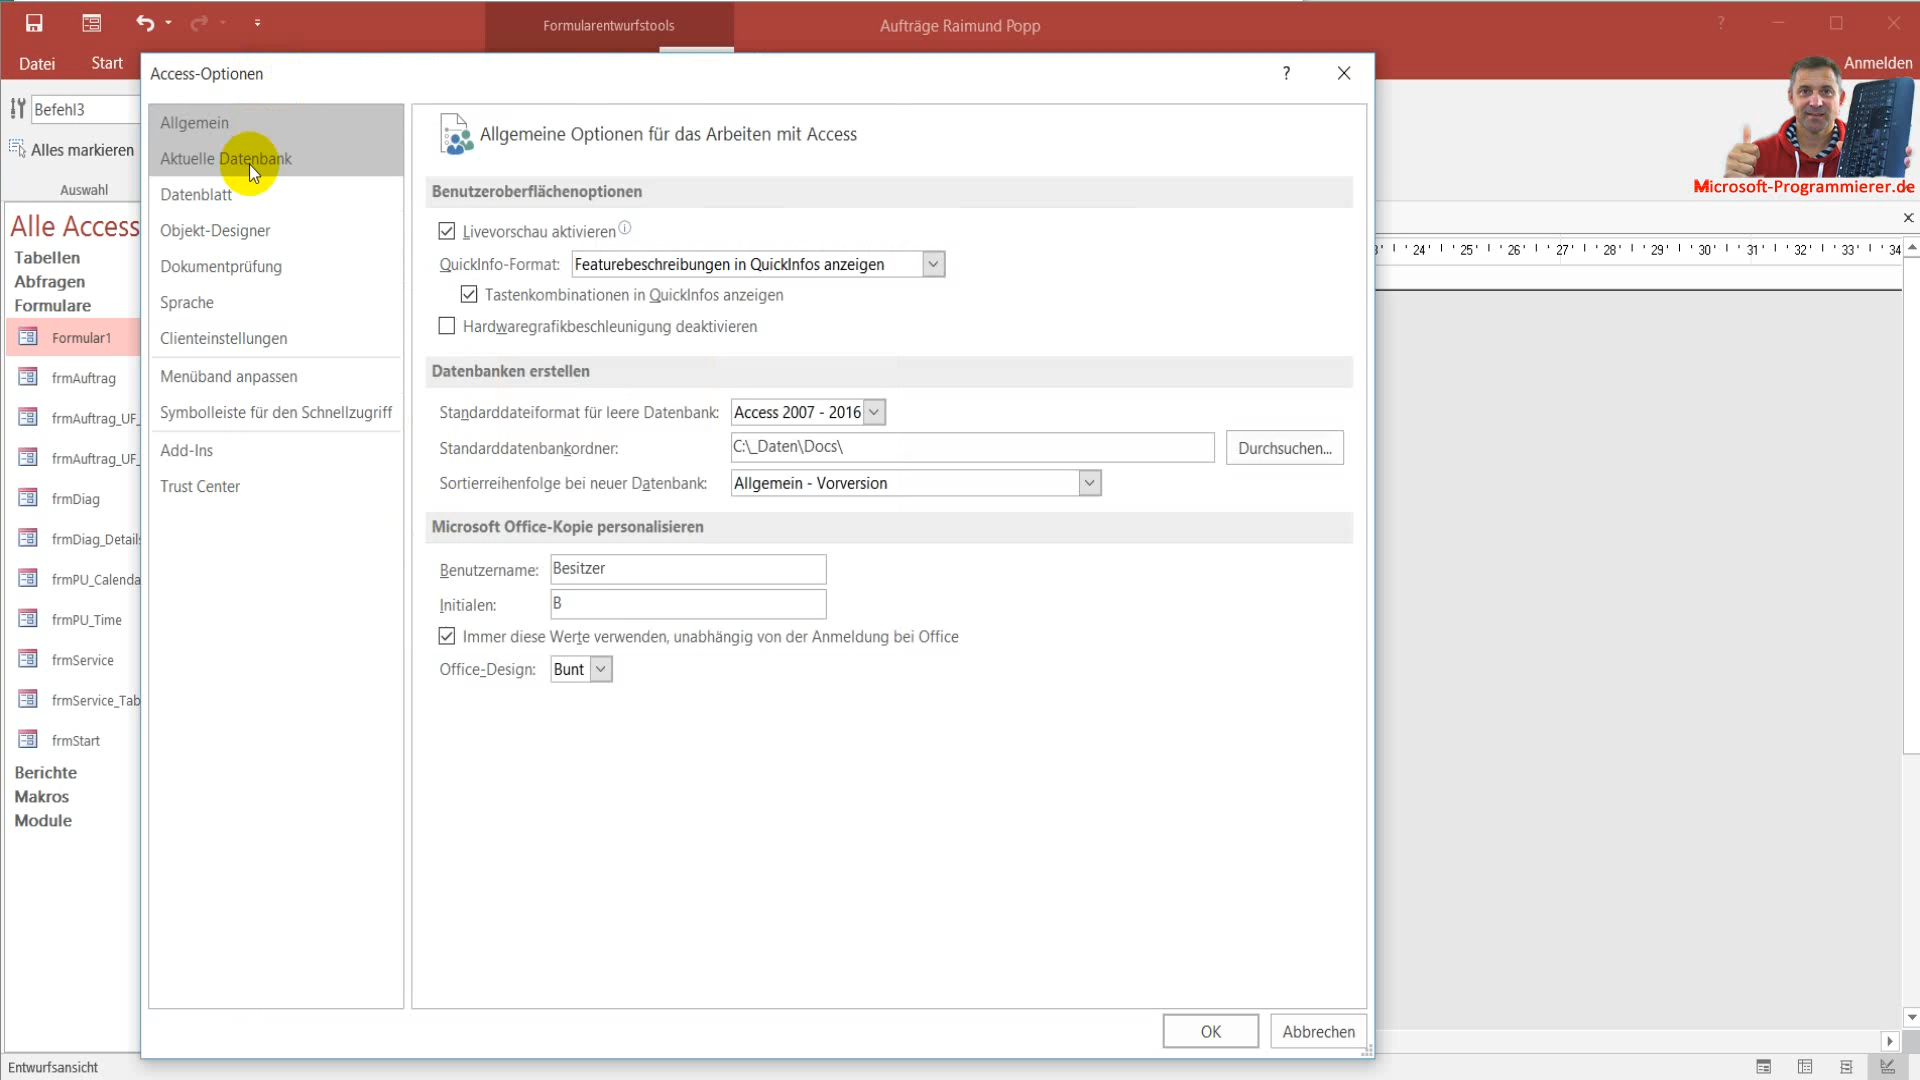 Formularentwurfstools
Aufträge Raimund Popp
?
Datei
Start
Anmelden
Access-Optionen
?
Befehl3
Alles markieren
Auswahl
Microsoft-Programmierer.de
Alle Access
Tabellen
Abfragen
Formulare
Formular1
frmAuftrag
frmAuftrag_UF_
frmAuftrag_UF_
frmDiag
frmDiag_Details
frmPU_Calenda
frmPU_Time
frmService
frmService_Tab
frmStart
Berichte
Makros
Module
Allgemein
Aktuelle Datenbank
Datenblatt
Objekt-Designer
Dokumentprüfung
Sprache
Clienteinstellungen
Menüband anpassen
Symbolleiste für den Schnellzugriff
Add-Ins
Trust Center
Allgemeine Optionen für das Arbeiten mit Access
Benutzeroberflächenoptionen
Livevorschau aktivieren
QuickInfo-Format: Featurebeschreibungen in QuickInfos anzeigen
Tastenkombinationen in QuickInfos anzeigen
Hardwaregrafikbeschleunigung deaktivieren
Datenbanken erstellen
Standarddateiformat für leere Datenbank: Access 2007 - 2016
Standarddatenbankordner: C:\_Daten\Docs\ Durchsuchen...
Sortierreihenfolge bei neuer Datenbank: Allgemein - Vorversion
Microsoft Office-Kopie personalisieren
Benutzername: Besitzer
Initialen: B
Immer diese Werte verwenden, unabhängig von der Anmeldung bei Office
Office-Design: Bunt
OK
Abbrechen
24 25 26 27 28 29 30 31 32 33 34
Entwurfsansicht